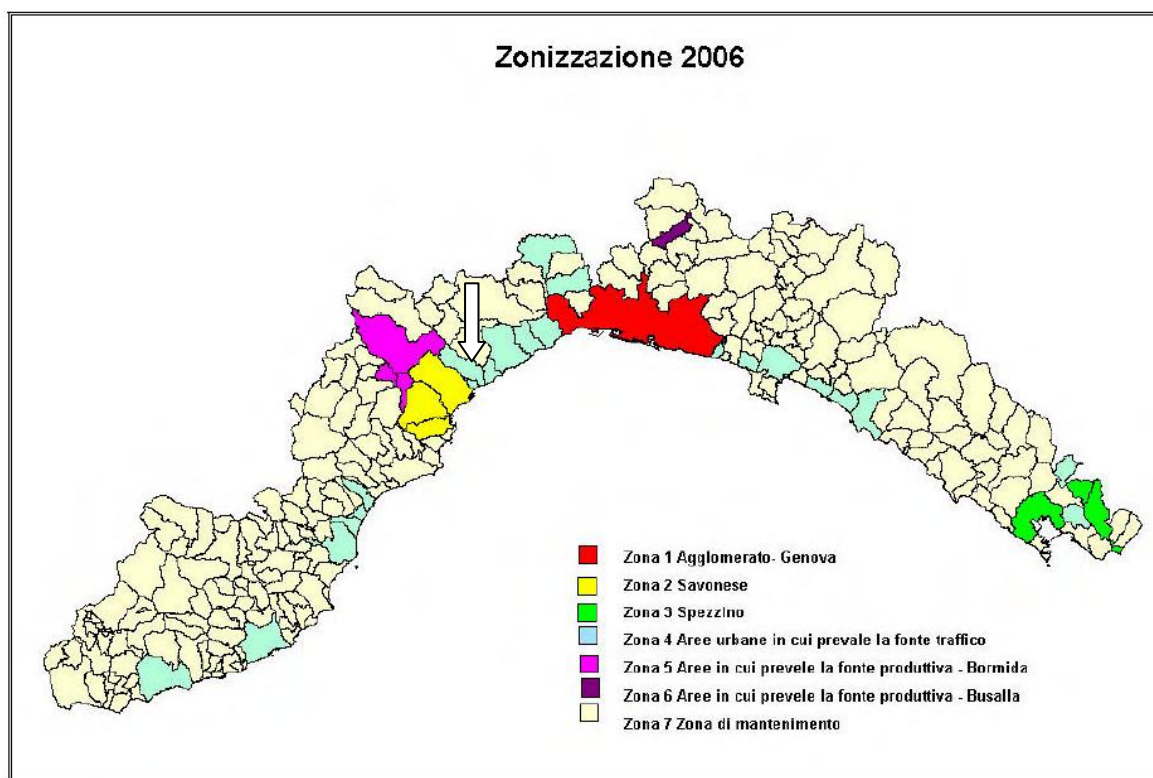 Zonizzazione 2006
Zona 1 Agglomerato- Genova
Zona 2 Savonese
Zona 3 Spezzino
Zona 4 Aree urbane in cui prevale la fonte traffico
Zona 5 Aree in cui prevele la fonte produttiva - Bormida
Zona 6 Aree in cui prevele la fonte produttiva - Busalla
Zona 7 Zona di mantenimento